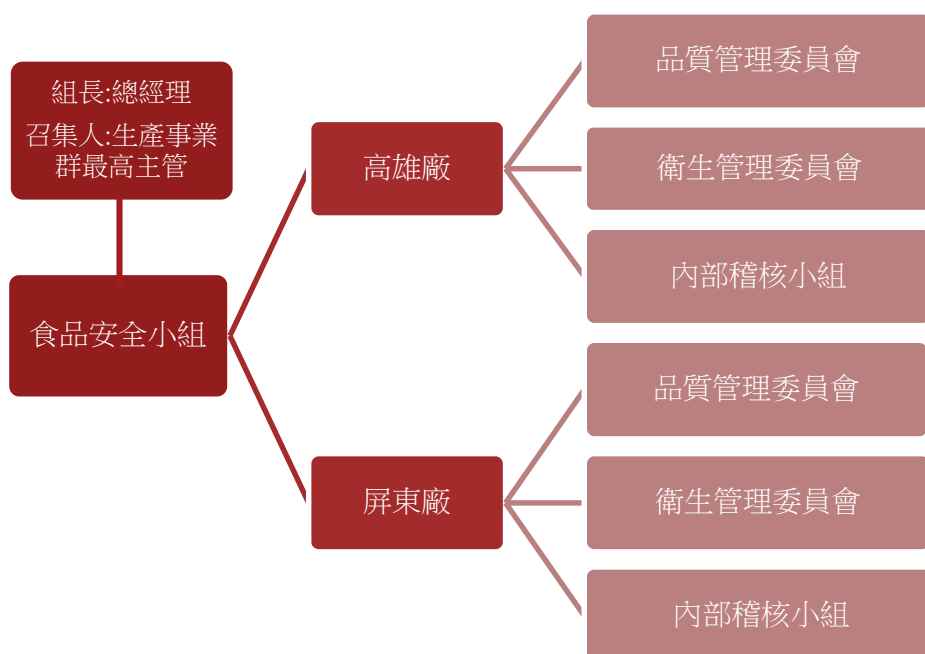 組長:總經理
召集人:生產事業
群最高主管
食品安全小組
高雄廠
品質管理委員會
衛生管理委員會
內部稽核小組
屏東廠
品質管理委員會
衛生管理委員會
內部稽核小組